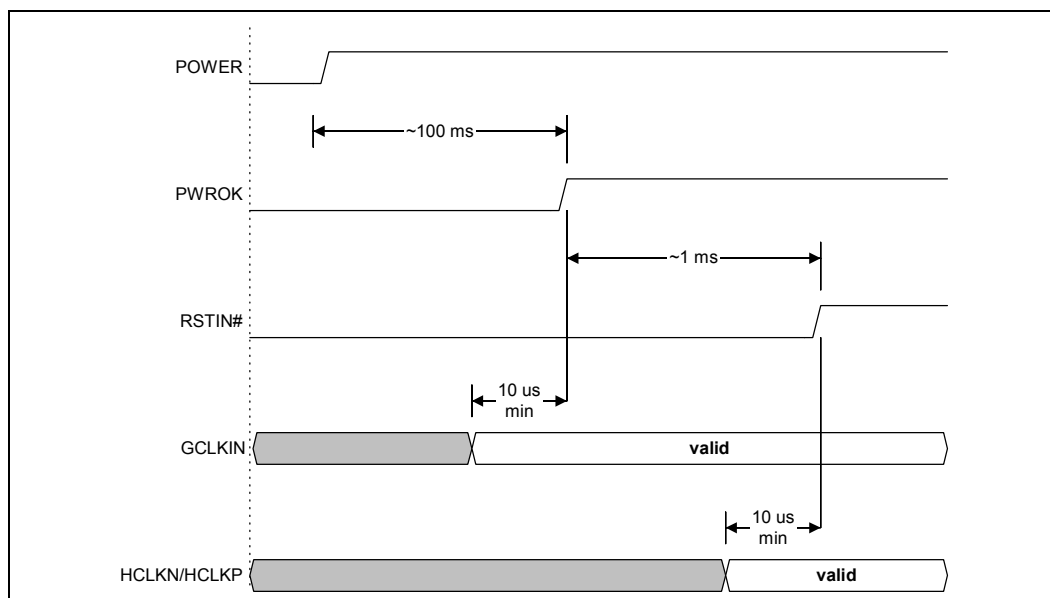 POWER
~100 ms
PWROK
~1 ms
RSTIN#
10 us
min
GCLKIN
valid
10 us
min
HCLKN/HCLKP
valid